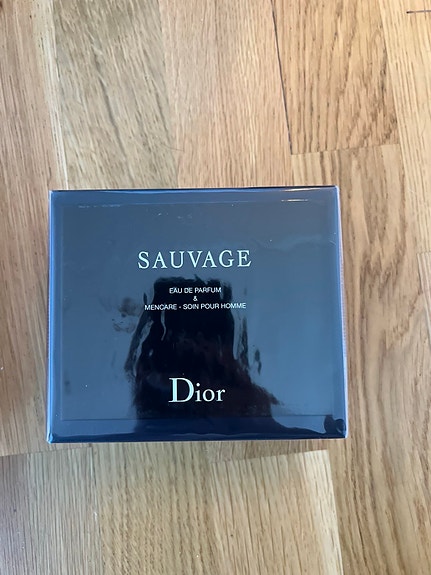 SAUVAGE
EAU DE PARFUM
&
MENCARE - SOIN POUR HOMME
Dior